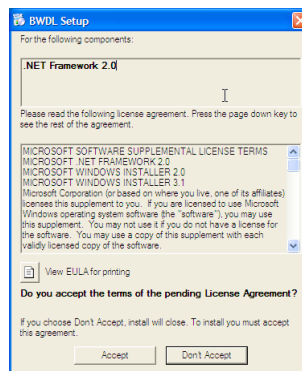 BWDL Setup
For the following components:
.NET Framework 2.0
Please read the following license agreement. Press the page down key to
see the rest of the agreement.
MICROSOFT SOFTWARE SUPPLEMENTAL LICENSE TERMS
MICROSOFT .NET FRAMEWORK 2.0
MICROSOFT WINDOWS INSTALLER 2.0
MICROSOFT WINDOWS INSTALLER 3.1
Microsoft Corporation (or based on where you live, one of its affiliates)
licenses this supplement to you. If you are licensed to use Microsoft
Windows operating system software (the "software"), you may use
this supplement. You may not use it if you do not have a license for
the software. You may use a copy of this supplement with each
validly licensed copy of the software.
View EULA for printing
Do you accept the terms of the pending License Agreement?
If you choose Don't Accept, install will close. To install you must accept
this agreement.
Accept
Don't Accept